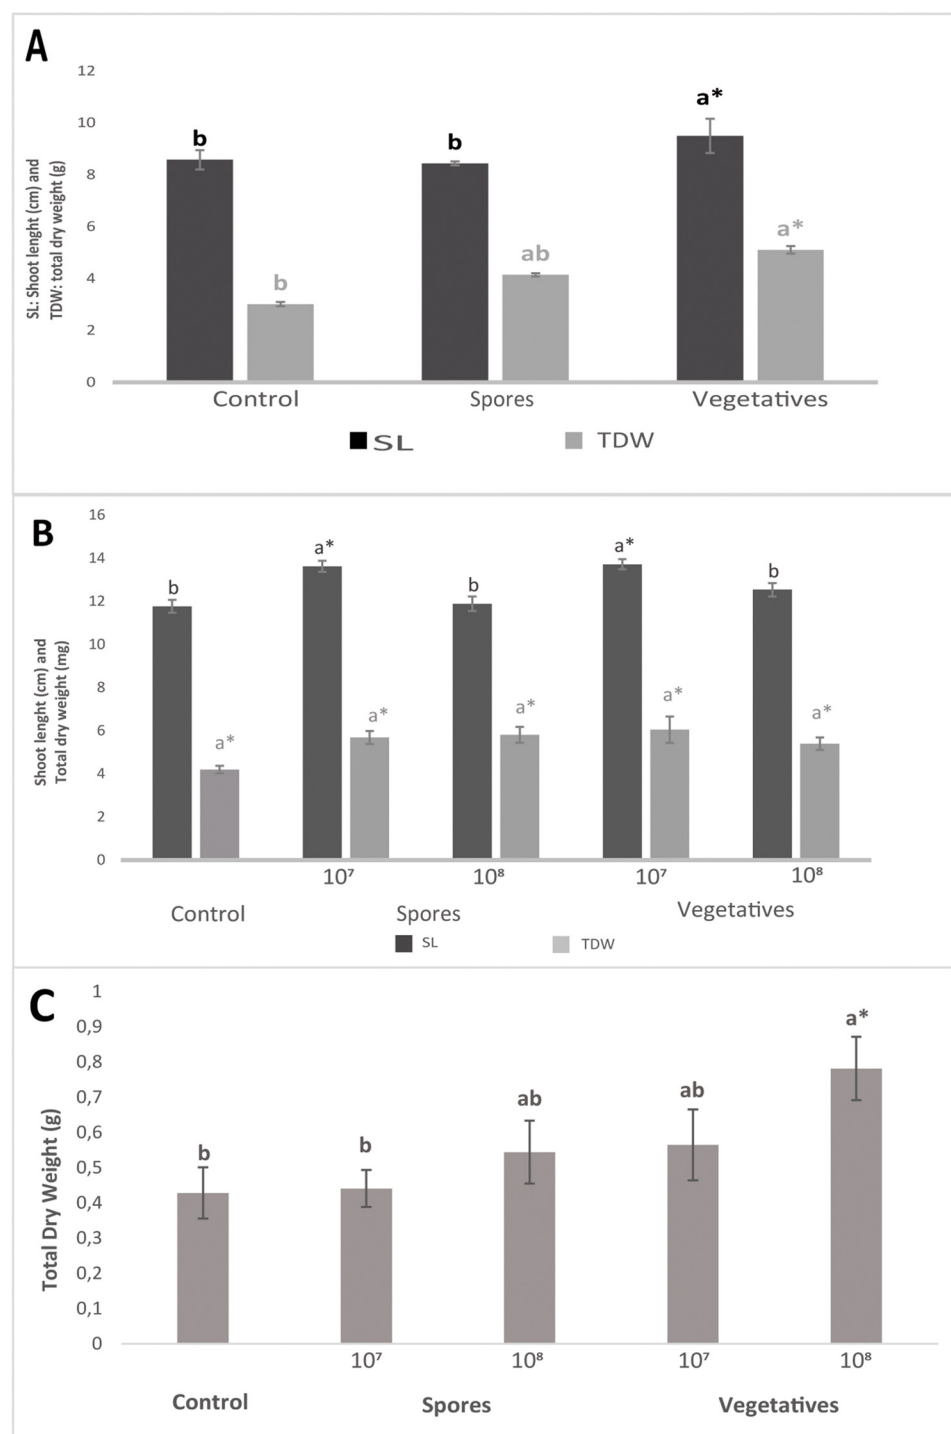 A
SL: Shoot lenght (cm) and
TDW: total dry weight (g)
12
10
8
6
4
2
0
b
b
b
ab
a*
a*
Control
Spores
Vegetatives
SL
TDW
B
Shoot lenght (cm) and
Total dry weight (mg)
16
14
12
10
8
6
4
2
0
b
a*
a*
a*
b
a*
a*
a*
b
a*
10⁷
10⁸
10⁷
10⁸
Control
Spores
Vegetatives
SL
TDW
C
Total Dry Weight (g)
1
0,9
0,8
0,7
0,6
0,5
0,4
0,3
0,2
0,1
0
b
b
ab
ab
a*
10⁷
10⁸
10⁷
10⁸
Control
Spores
Vegetatives